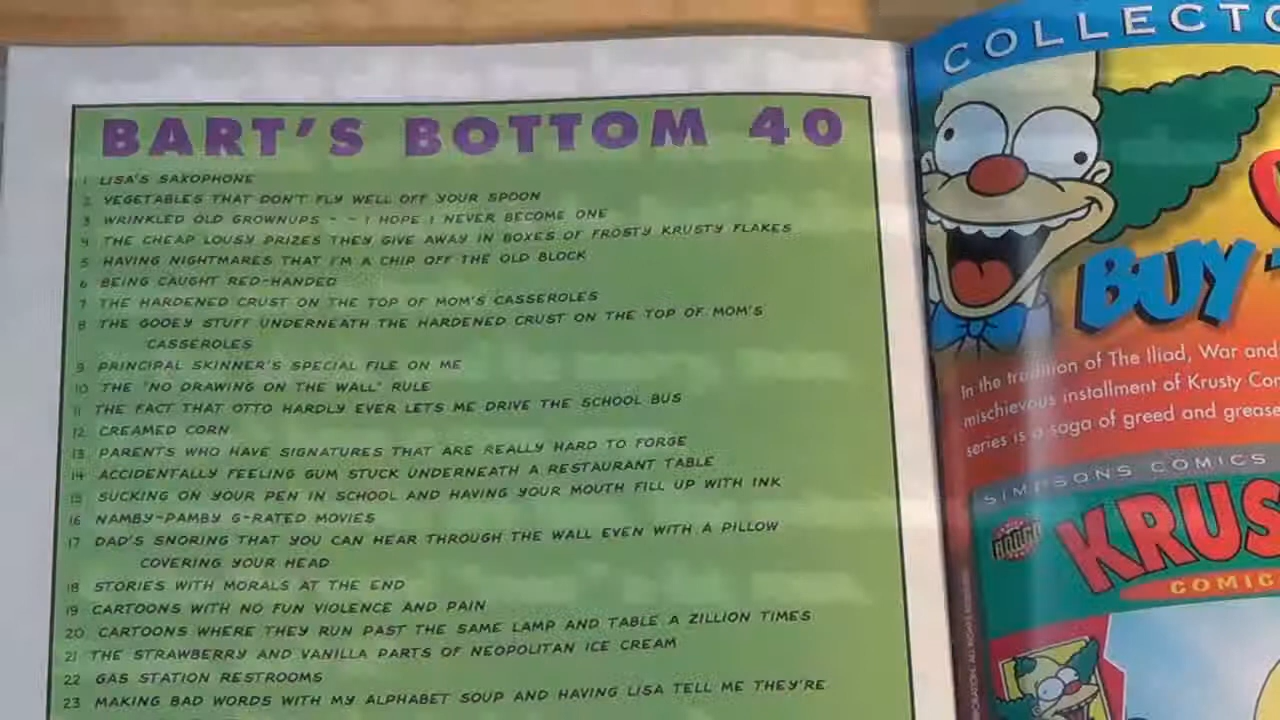 BART'S BOTTOM 40
1 LISA'S SAXOPHONE
2 VEGETABLES THAT DON'T FLY WELL OFF YOUR SPOON
3 WRINKLED OLD GROWNUPS - - I HOPE I NEVER BECOME ONE
4 THE CHEAP LOUSY PRIZES THEY GIVE AWAY IN BOXES OF FROSTY KRUSTY FLAKES
5 HAVING NIGHTMARES THAT I'M A CHIP OFF THE OLD BLOCK
6 BEING CAUGHT RED-HANDED
7 THE HARDENED CRUST ON THE TOP OF MOM'S CASSEROLES
8 THE GOOEY STUFF UNDERNEATH THE HARDENED CRUST ON THE TOP OF MOM'S
CASSEROLES
9 PRINCIPAL SKINNER'S SPECIAL FILE ON ME
10 THE "NO DRAWING ON THE WALL" RULE
11 THE FACT THAT OTTO HARDLY EVER LETS ME DRIVE THE SCHOOL BUS
12 CREAMED CORN
13 PARENTS WHO HAVE SIGNATURES THAT ARE REALLY HARD TO FORGE
14 ACCIDENTALLY FEELING GUM STUCK UNDERNEATH A RESTAURANT TABLE
15 SUCKING ON YOUR PEN IN SCHOOL AND HAVING YOUR MOUTH FILL UP WITH INK
16 NAMBY-PAMBY G-RATED MOVIES
17 DAD'S SNORING THAT YOU CAN HEAR THROUGH THE WALL EVEN WITH A PILLOW
COVERING YOUR HEAD
18 STORIES WITH MORALS AT THE END
19 CARTOONS WITH NO FUN VIOLENCE AND PAIN
20 CARTOONS WHERE THEY RUN PAST THE SAME LAMP AND TABLE A ZILLION TIMES
21 THE STRAWBERRY AND VANILLA PARTS OF NEOPOLITAN ICE CREAM
22 GAS STATION RESTROOMS
23 MAKING BAD WORDS WITH MY ALPHABET SOUP AND HAVING LISA TELL ME THEY'RE
COLLECTO
BUY
In the tradition of The Iliad, War and
mischievous installment of Krusty Co
series is a saga of greed and grease
SIMPSONS COMICS
BONGO
KRUS
COMIC